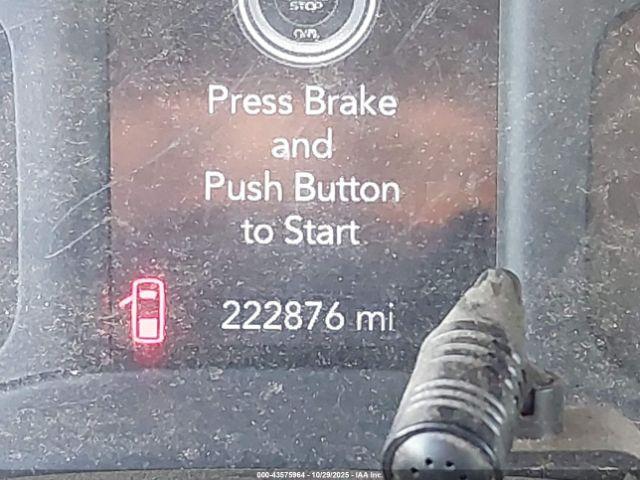 STOP
Press Brake
and
Push Button
to Start
222876 mi
000-43575964 | 10/29/2025 - IAA Inc.